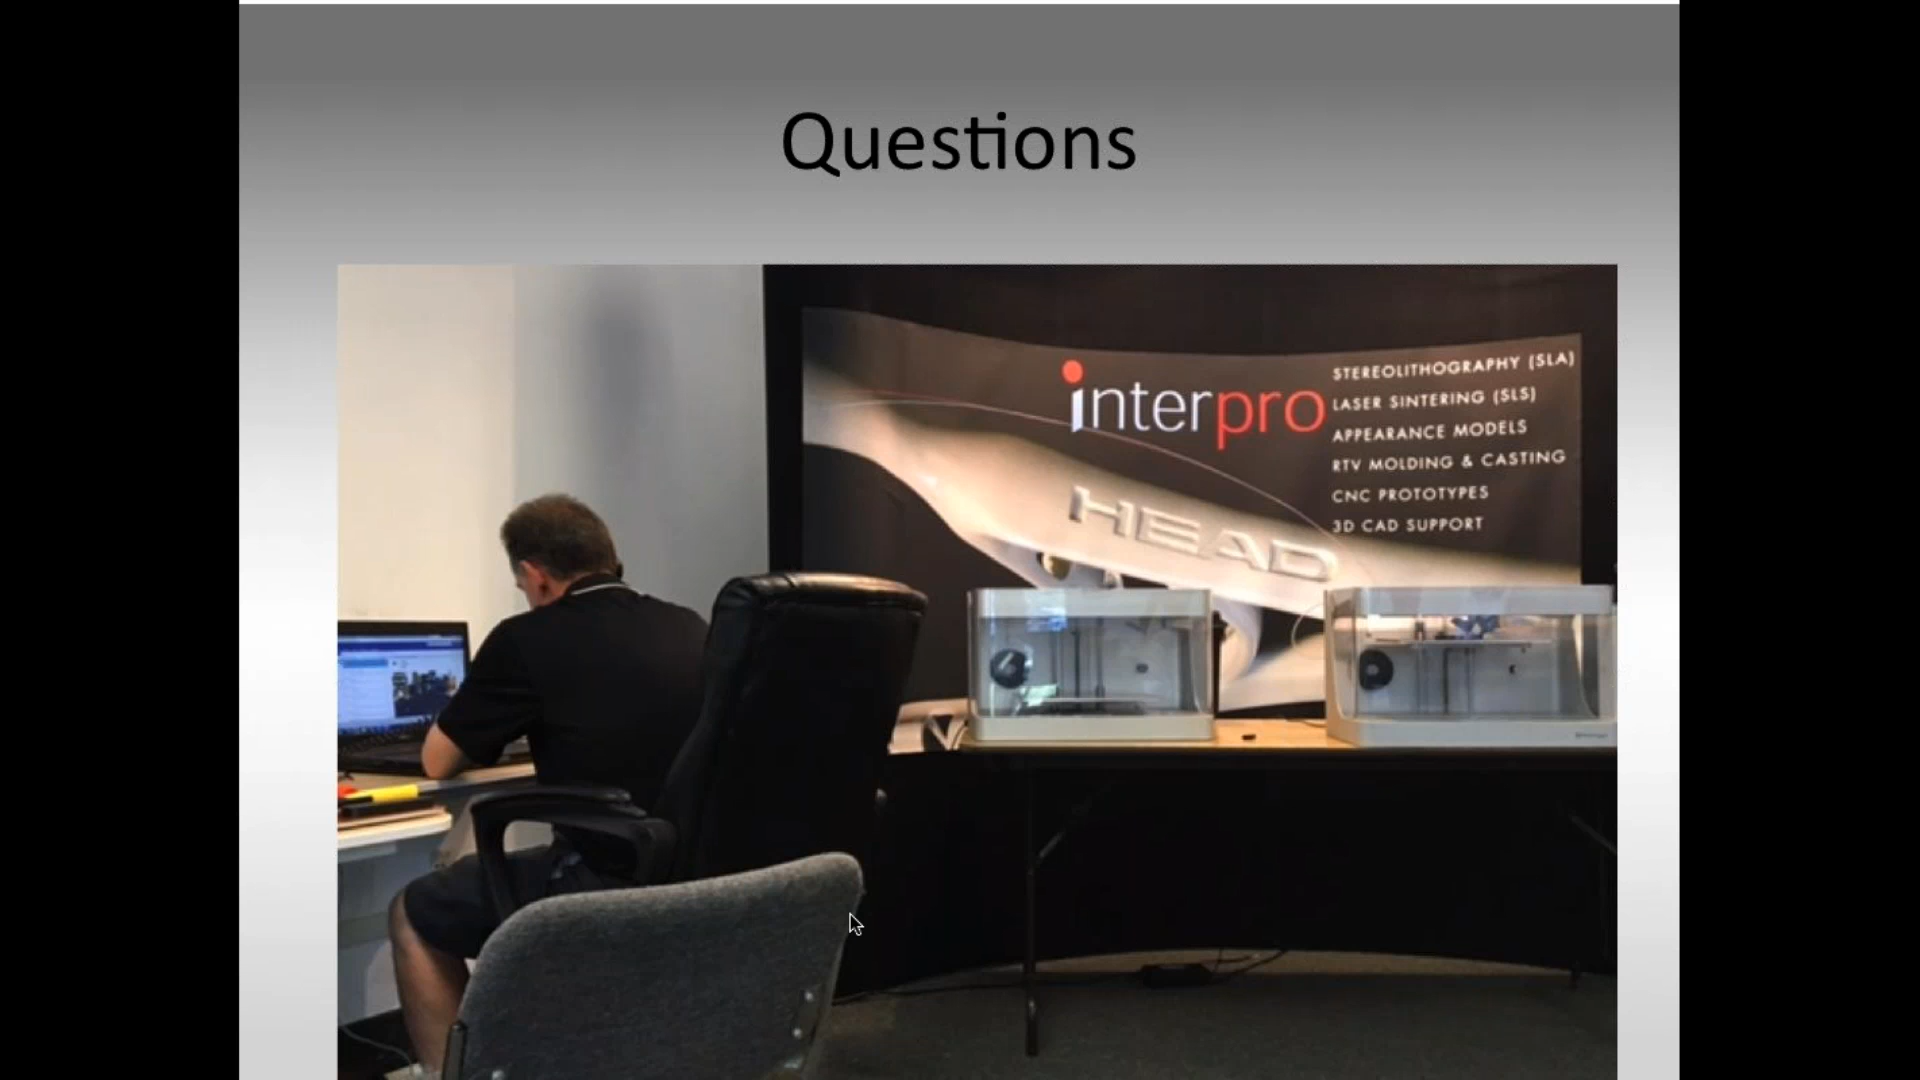 Questions
interpro
STEREOLITHOGRAPHY (SLA)
LASER SINTERING (SLS)
APPEARANCE MODELS
RTV MOLDING & CASTING
CNC PROTOTYPES
3D CAD SUPPORT
HEAD